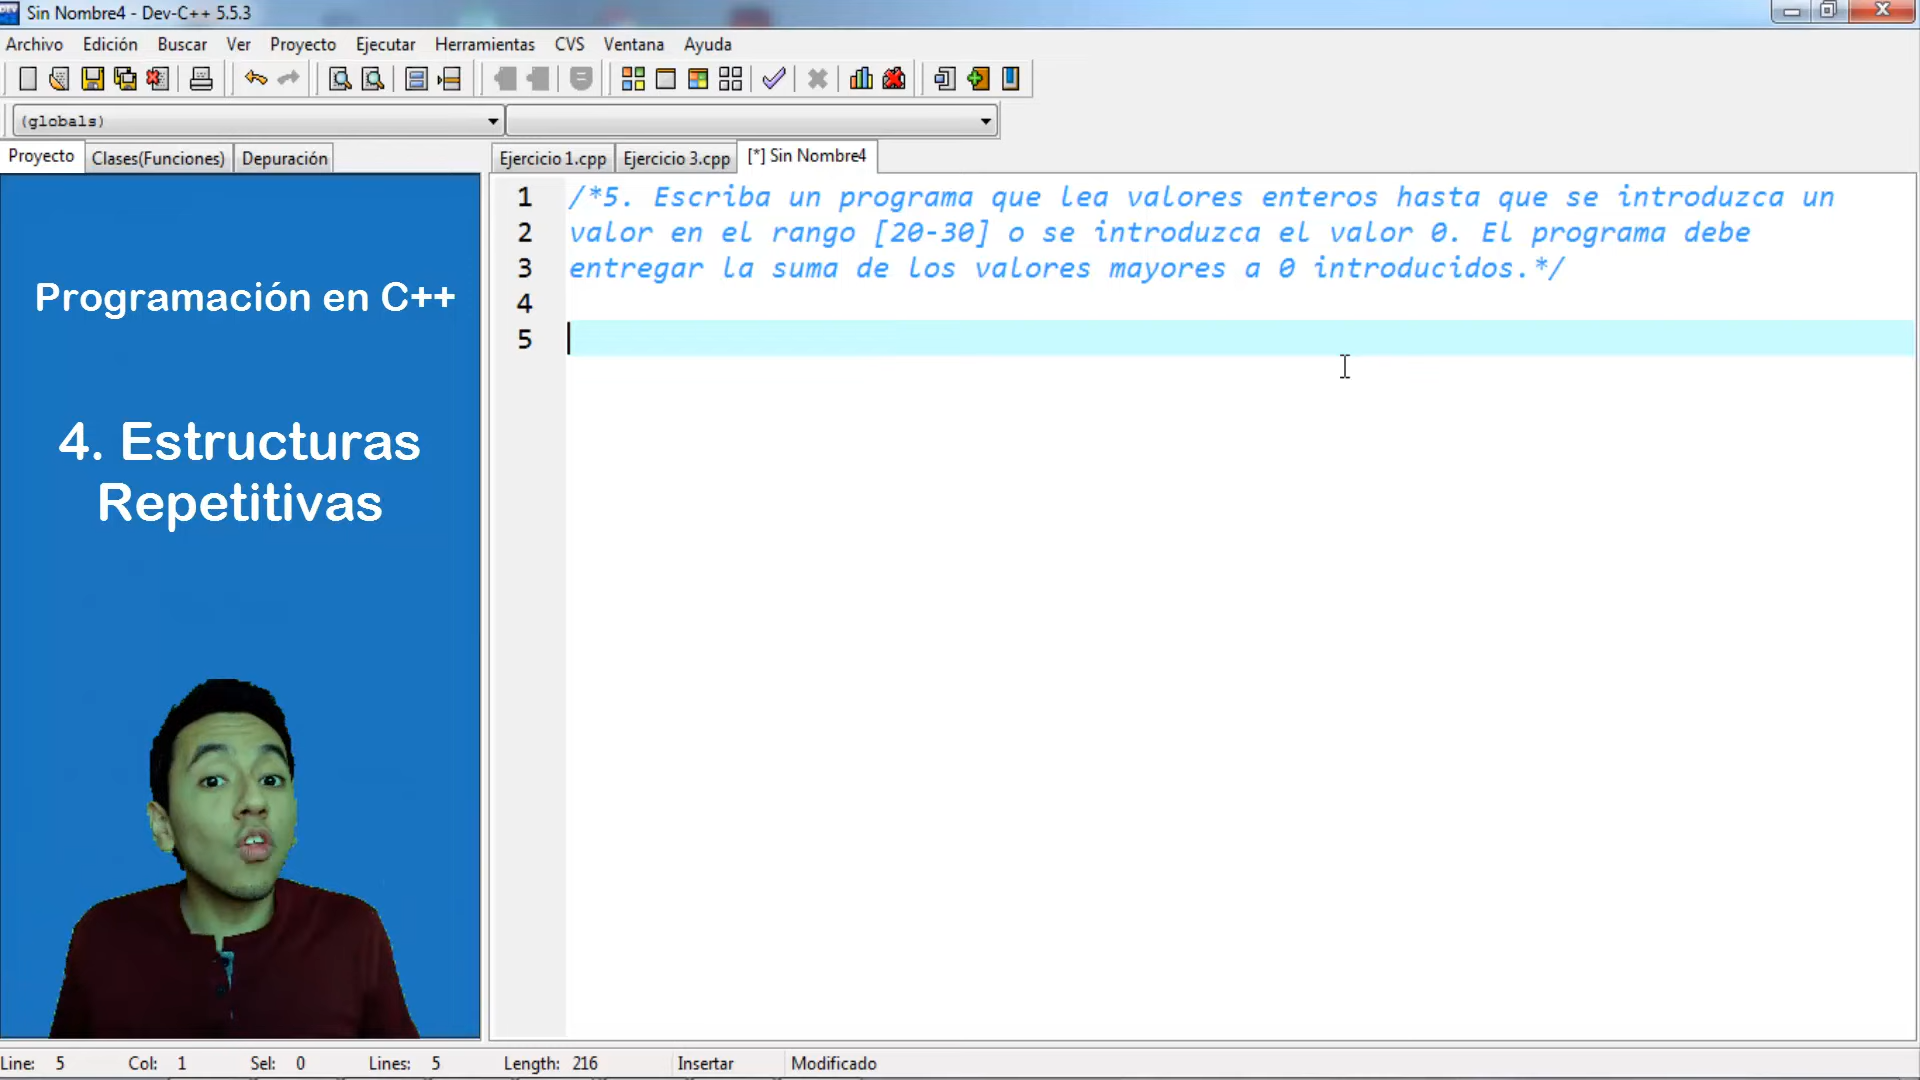 Sin Nombre4 - Dev-C++ 5.5.3
Archivo Edición Buscar Ver Proyecto Ejecutar Herramientas CVS Ventana Ayuda
(globals)
Proyecto Clases(Funciones) Depuración
Ejercicio 1.cpp Ejercicio 3.cpp [*] Sin Nombre4
Programación en C++
4. Estructuras
Repetitivas
1 /*5. Escriba un programa que lea valores enteros hasta que se introduzca un
2 valor en el rango [20-30] o se introduzca el valor 0. El programa debe
3 entregar la suma de los valores mayores a 0 introducidos.*/
4
5
Line: 5 Col: 1 Sel: 0 Lines: 5 Length: 216 Insertar Modificado